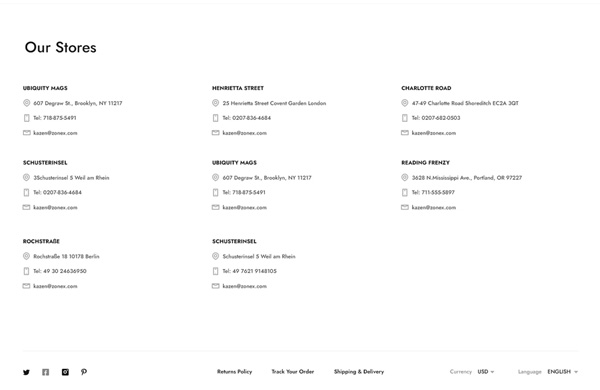 Our Stores
UBIQUITY MAGS
607 Degraw St., Brooklyn, NY 11217
Tel: 718-875-5491
kazen@zonex.com
HENRIETTA STREET
25 Henrietta Street Covent Garden London
Tel: 0207-836-4684
kazen@zonex.com
CHARLOTTE ROAD
47-49 Charlotte Road Shoreditch EC2A 3QT
Tel: 0207-682-0503
kazen@zonex.com
SCHUSTERINSEL
3Schusterinsel 5 Weil am Rhein
Tel: 0207-836-4684
kazen@zonex.com
UBIQUITY MAGS
607 Degraw St., Brooklyn, NY 11217
Tel: 718-875-5491
kazen@zonex.com
READING FRENZY
3628 N.Mississippi Ave., Portland, OR 97227
Tel: 711-555-5897
kazen@zonex.com
ROCHSTRAßE
Rochstraße 18 10178 Berlin
Tel: 49 30 24636950
kazen@zonex.com
SCHUSTERINSEL
Schusterinsel 5 Weil am Rhein
Tel: 49 7621 9148105
kazen@zonex.com
Returns Policy Track Your Order Shipping & Delivery Currency USD Language ENGLISH